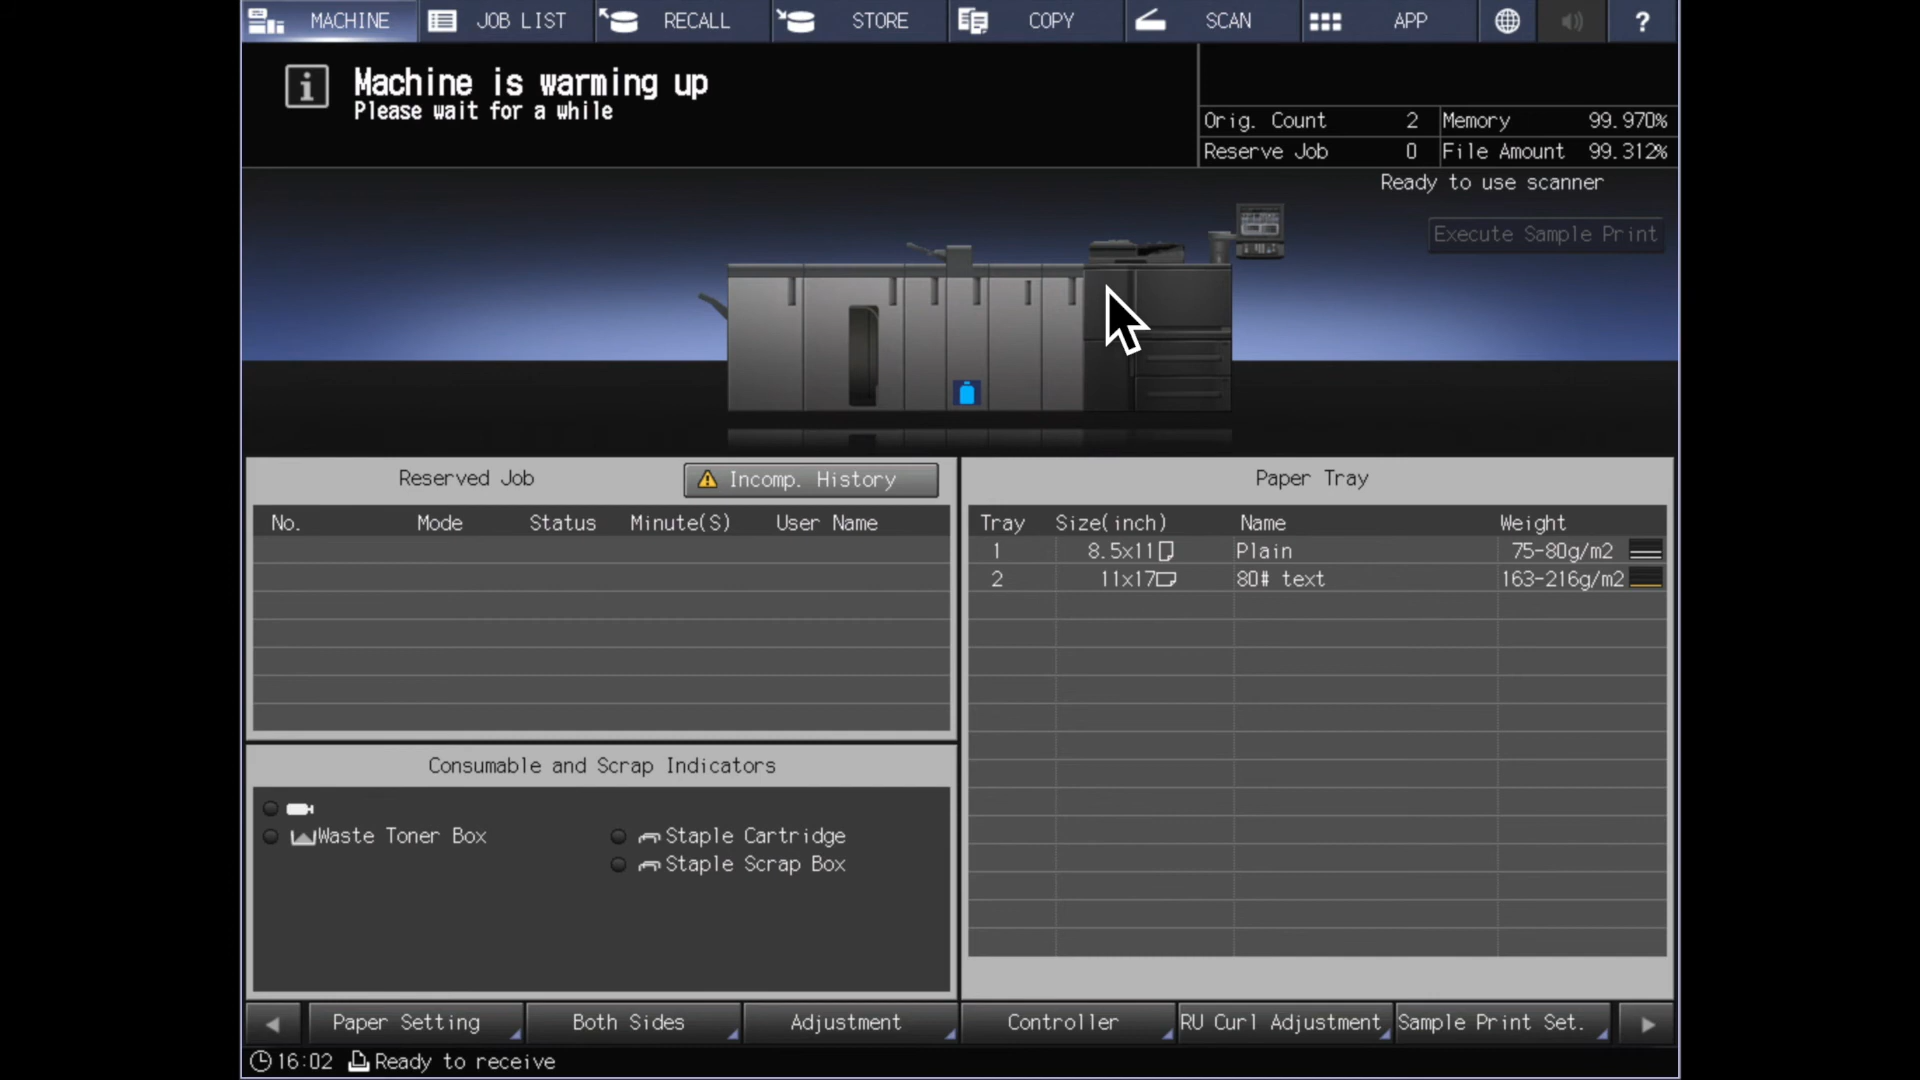 MACHINE JOB LIST RECALL STORE COPY SCAN APP ?
Machine is warming up
Please wait for a while
Orig. Count 2 Memory 99.970%
Reserve Job 0 File Amount 99.312%
Ready to use scanner
Execute Sample Print
Reserved Job Incomp. History
No. Mode Status Minute(S) User Name
Consumable and Scrap Indicators
Waste Toner Box Staple Cartridge
Staple Scrap Box
Paper Tray
Tray Size(inch) Name Weight
1 8.5x11 Plain 75-80g/m2
2 11x17 80# text 163-216g/m2
Paper Setting Both Sides Adjustment Controller RU Curl Adjustment Sample Print Set.
16:02 Ready to receive